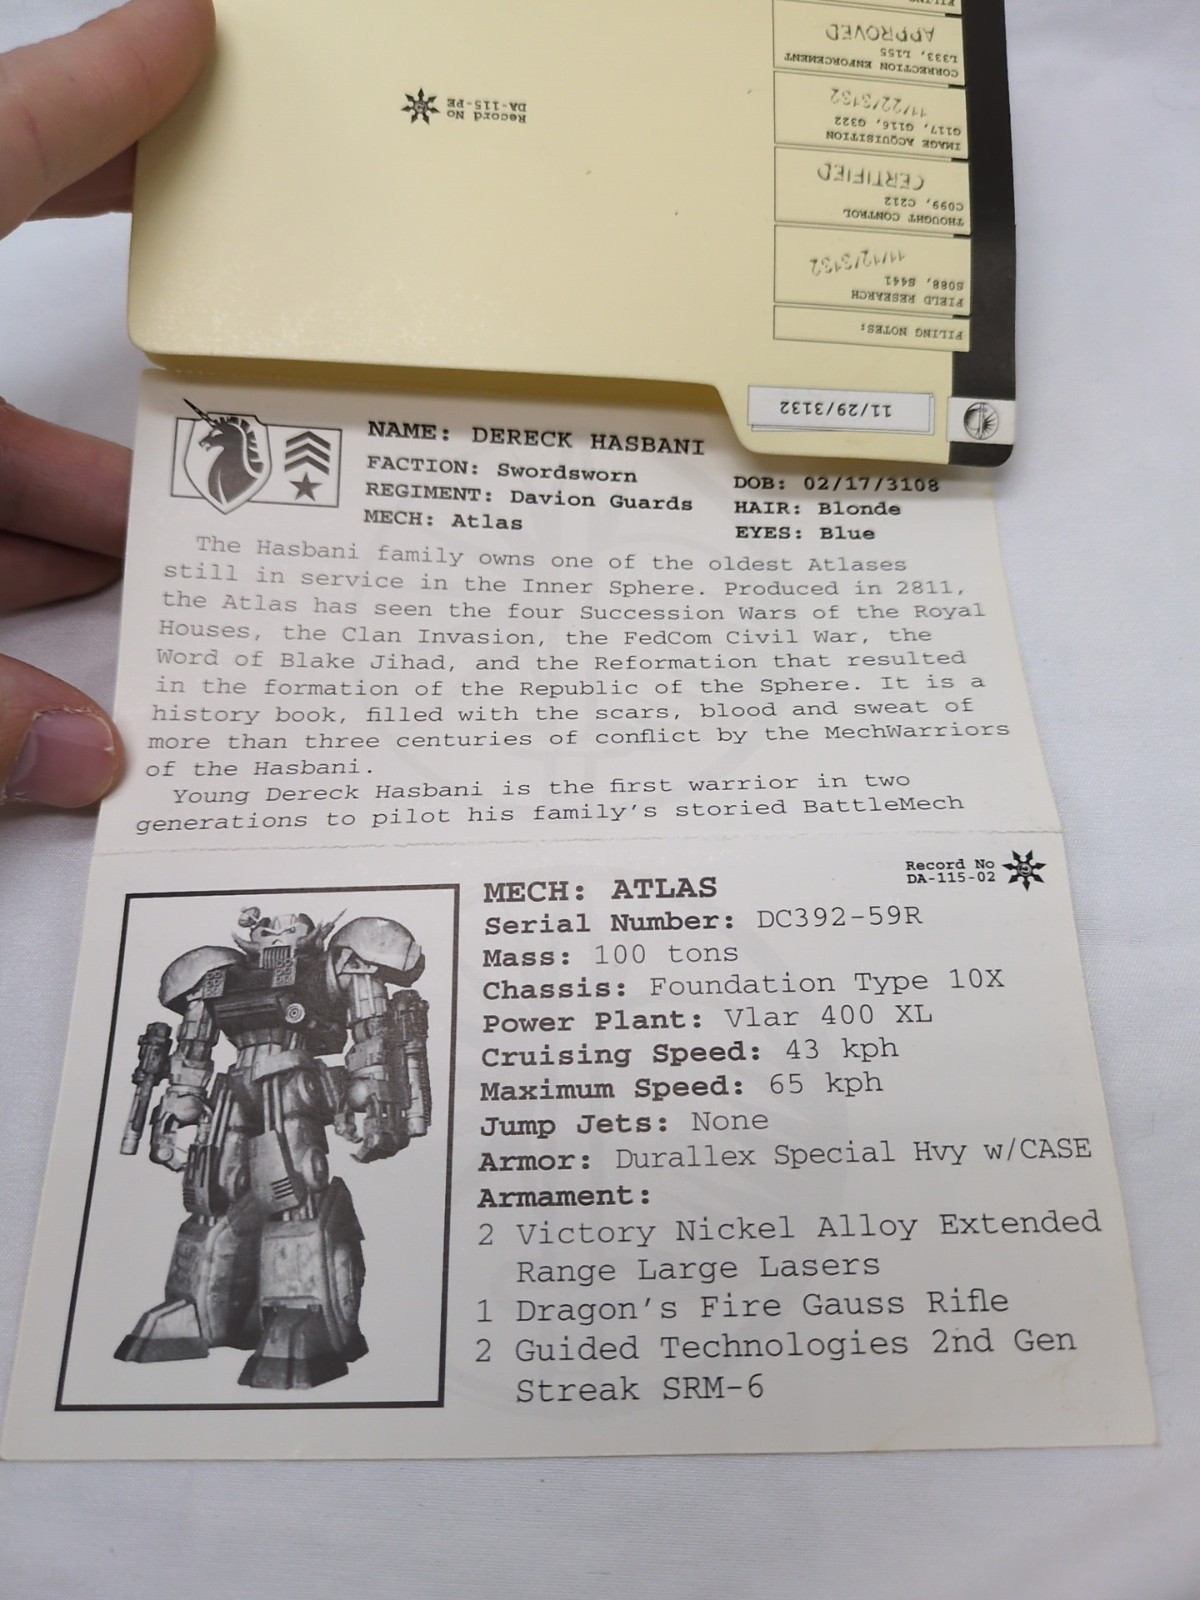 FILING NOTES:
FIELD RESEARCH
S088, S441
11/12/3132
THOUGHT CONTROL
C099, C212
CERTIFIED
IMAGE ACQUISITION
G117, G116, G322
11/22/3132
CORRECTION ENFORCEMENT
L333, L155
APPROVED
Record No
DA-115-PE
11/29/3132
NAME: DERECK HASBANI
FACTION: Swordsworn
REGIMENT: Davion Guards
MECH: Atlas
DOB: 02/17/3108
HAIR: Blonde
EYES: Blue
The Hasbani family owns one of the oldest Atlases
still in service in the Inner Sphere. Produced in 2811,
the Atlas has seen the four Succession Wars of the Royal
Houses, the Clan Invasion, the FedCom Civil War, the
Word of Blake Jihad, and the Reformation that resulted
in the formation of the Republic of the Sphere. It is a
history book, filled with the scars, blood and sweat of
more than three centuries of conflict by the MechWarriors
of the Hasbani.
Young Dereck Hasbani is the first warrior in two
generations to pilot his family's storied BattleMech
Record No
DA-115-02
MECH: ATLAS
Serial Number: DC392-59R
Mass: 100 tons
Chassis: Foundation Type 10X
Power Plant: Vlar 400 XL
Cruising Speed: 43 kph
Maximum Speed: 65 kph
Jump Jets: None
Armor: Durallex Special Hvy w/CASE
Armament:
2 Victory Nickel Alloy Extended
Range Large Lasers
1 Dragon's Fire Gauss Rifle
2 Guided Technologies 2nd Gen
Streak SRM-6